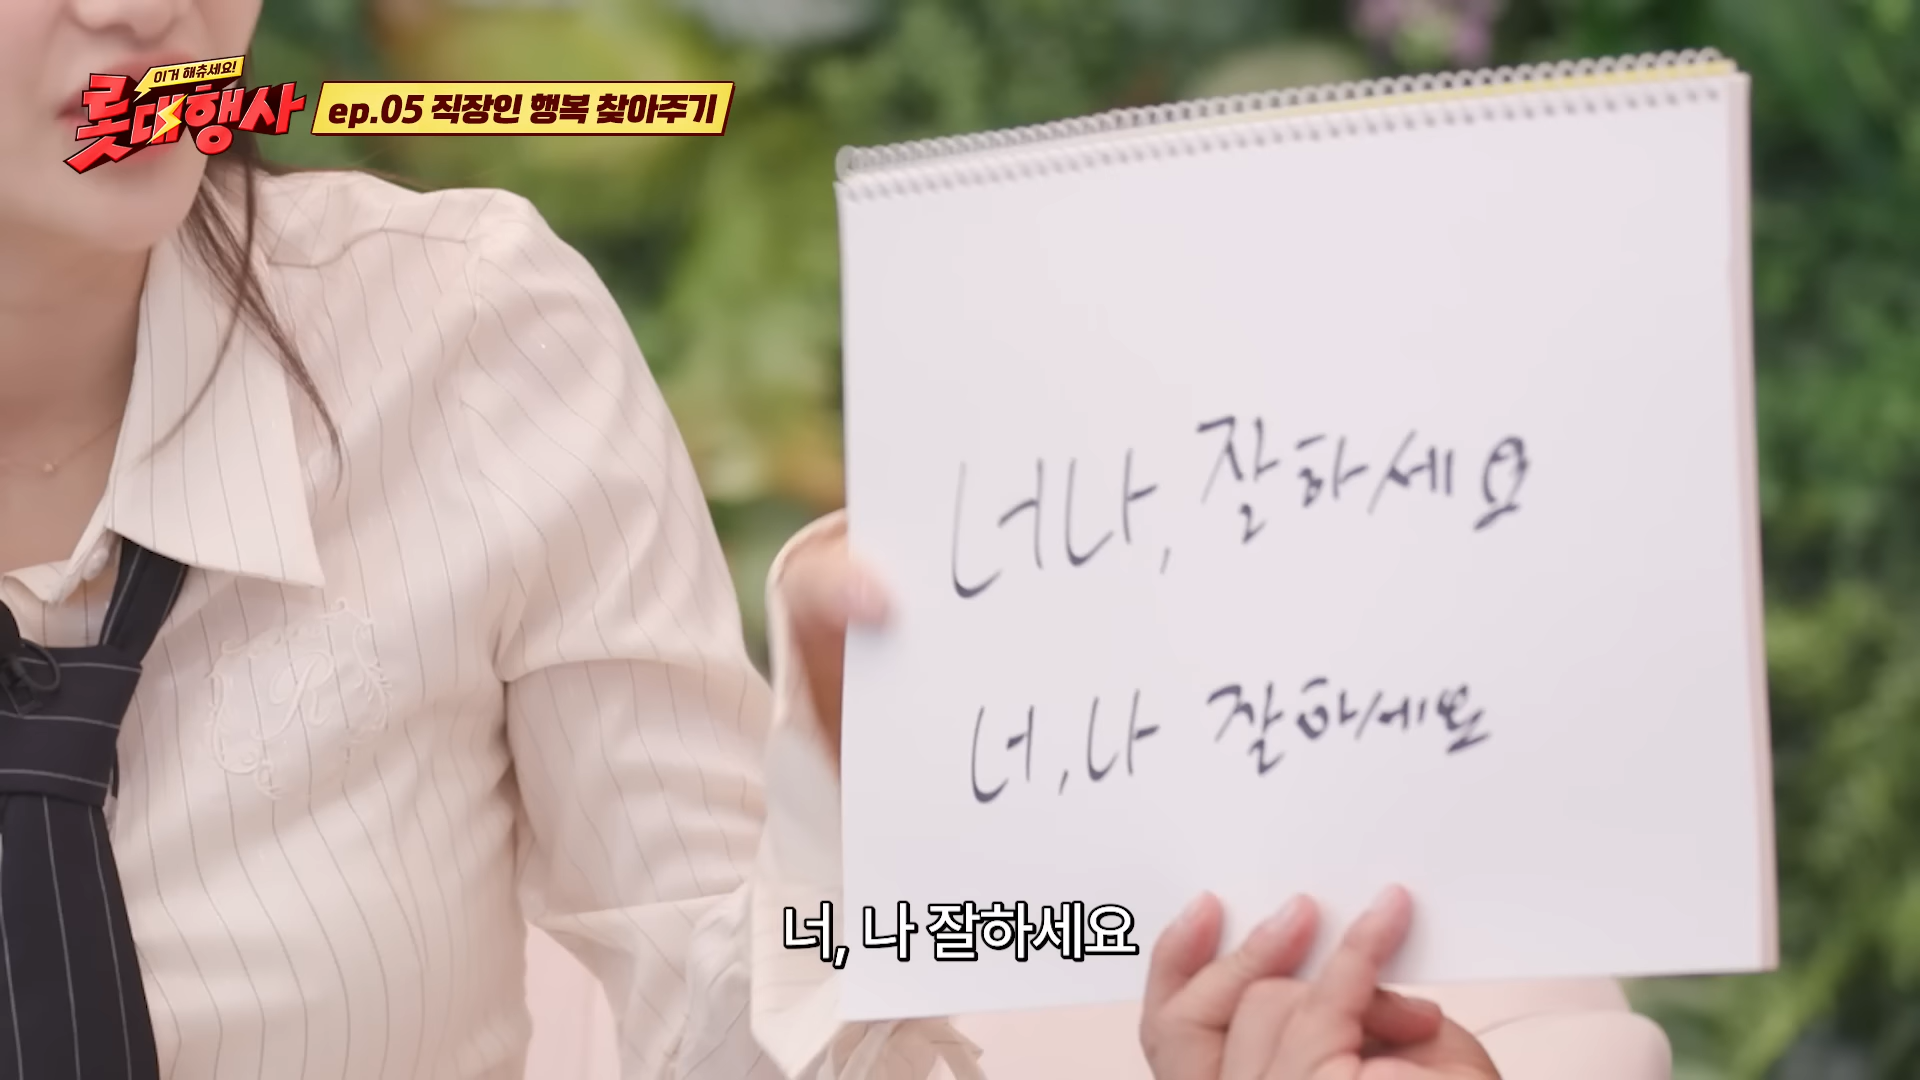 이거 해츄세요!
롯대행사
ep.05 직장인 행복 찾아주기
너나, 잘하세요
너,나 잘하세요
R
너, 나 잘하세요